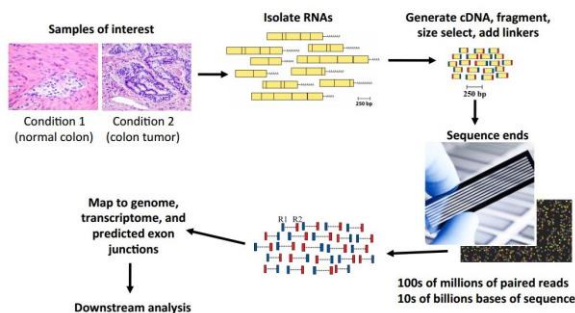 Samples of interest
Condition 1
(normal colon)
Condition 2
(colon tumor)
Isolate RNAs
250 bp
Generate cDNA, fragment,
size select, add linkers
250 bp
Sequence ends
100s of millions of paired reads
10s of billions bases of sequence
R1 R2
Map to genome,
transcriptome, and
predicted exon
junctions
Downstream analysis